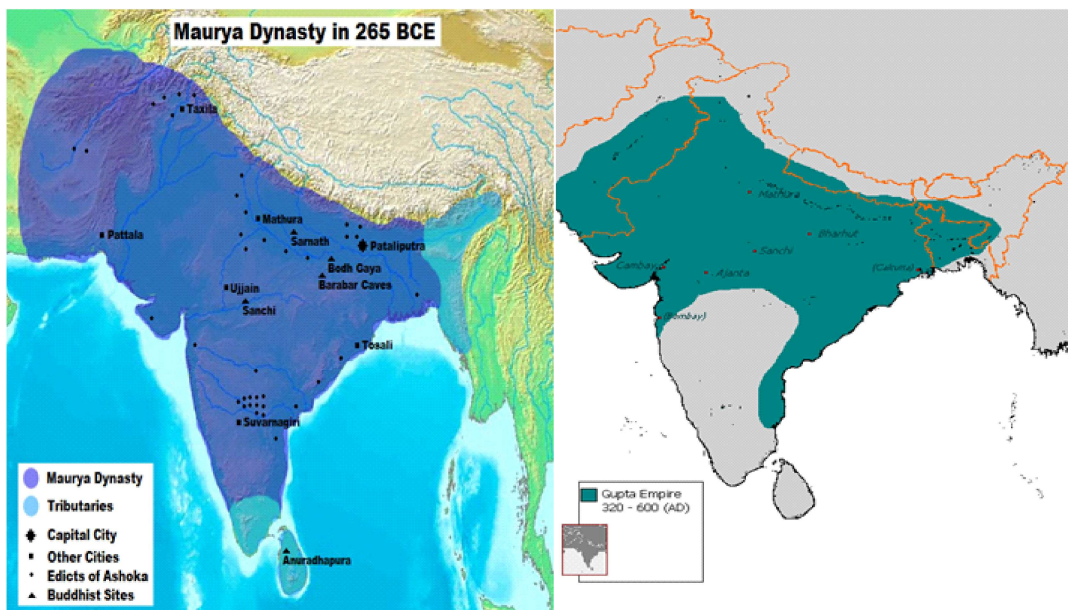 Maurya Dynasty in 265 BCE
Taxila
Mathura
Sarnath
Pataliputra
Pattala
Bodh Gaya
Barabar Caves
Ujjain
Sanchi
Tosali
Suvarnagiri
Anuradhapura
Maurya Dynasty
Tributaries
Capital City
Other Cities
Edicts of Ashoka
Buddhist Sites
Mathura
Bharhut
Sanchi
Cambay
Ajanta
(Bombay)
Gupta Empire
320 - 600 (AD)